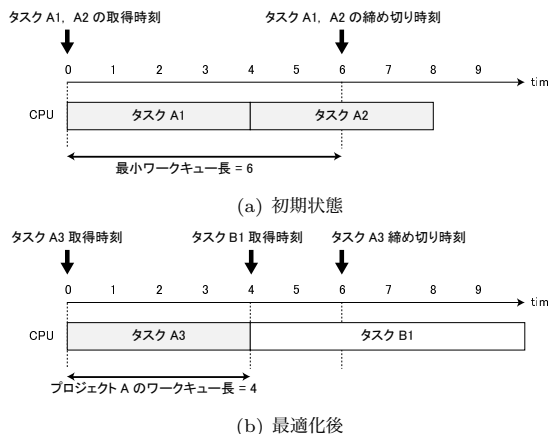 タスク A1, A2 の取得時刻
タスク A1, A2 の締め切り時刻
0 1 2 3 4 5 6 7 8 9
tim
CPU
タスク A1
タスク A2
最小ワークキュー長 = 6
(a) 初期状態
タスク A3 取得時刻
タスク B1 取得時刻
タスク A3 締め切り時刻
0 1 2 3 4 5 6 7 8 9
tim
CPU
タスク A3
タスク B1
プロジェクト A のワークキュー長 = 4
(b) 最適化後